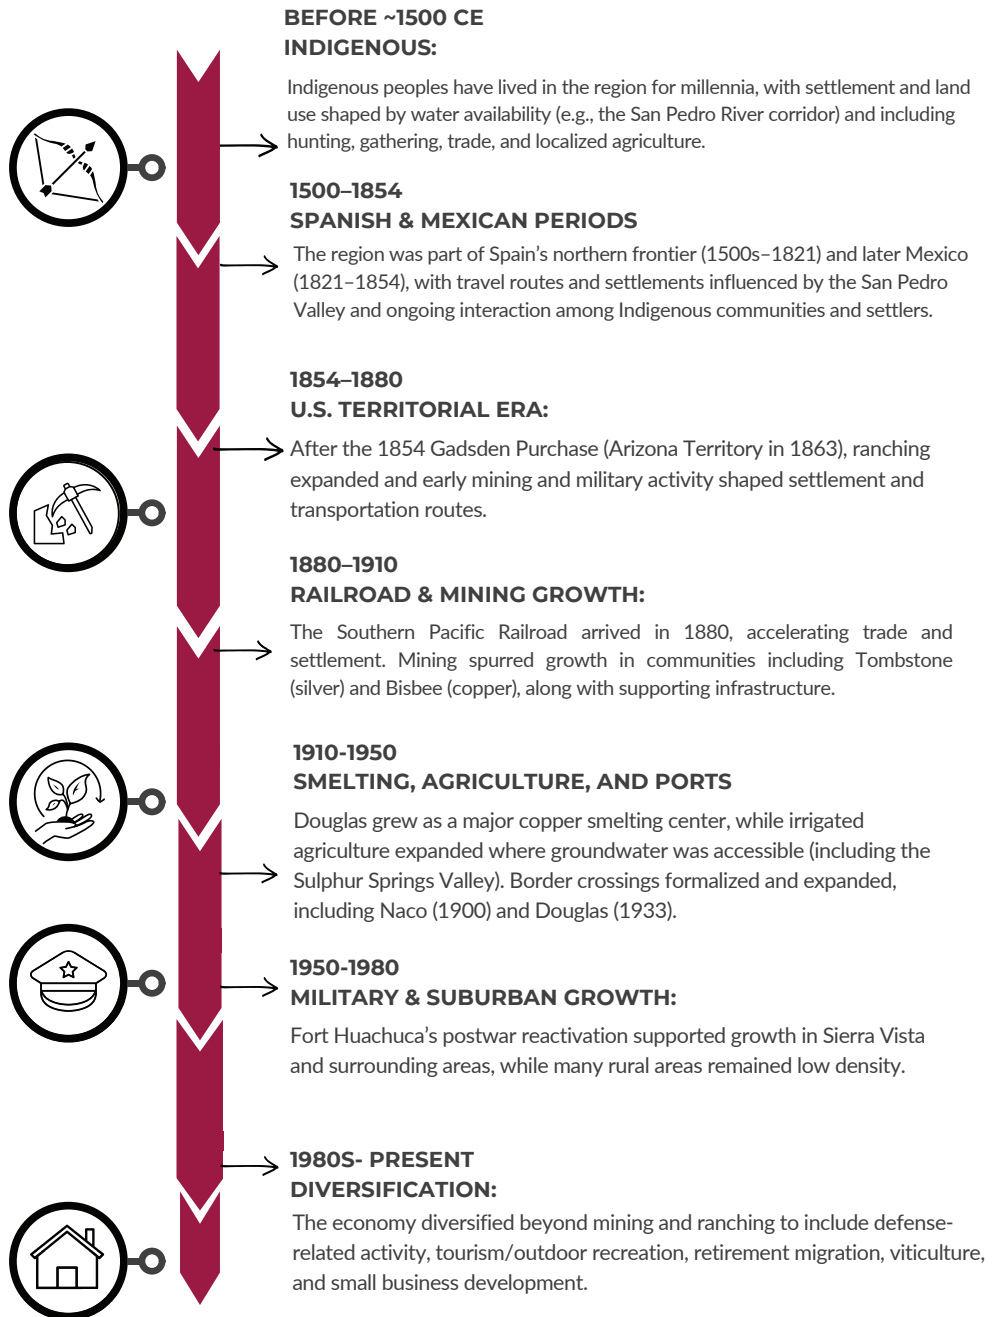 BEFORE ~1500 CE
INDIGENOUS:
Indigenous peoples have lived in the region for millennia, with settlement and land
use shaped by water availability (e.g., the San Pedro River corridor) and including
hunting, gathering, trade, and localized agriculture.
1500–1854
SPANISH & MEXICAN PERIODS
The region was part of Spain’s northern frontier (1500s–1821) and later Mexico
(1821–1854), with travel routes and settlements influenced by the San Pedro
Valley and ongoing interaction among Indigenous communities and settlers.
1854–1880
U.S. TERRITORIAL ERA:
After the 1854 Gadsden Purchase (Arizona Territory in 1863), ranching
expanded and early mining and military activity shaped settlement and
transportation routes.
1880–1910
RAILROAD & MINING GROWTH:
The Southern Pacific Railroad arrived in 1880, accelerating trade and
settlement. Mining spurred growth in communities including Tombstone
(silver) and Bisbee (copper), along with supporting infrastructure.
1910-1950
SMELTING, AGRICULTURE, AND PORTS
Douglas grew as a major copper smelting center, while irrigated
agriculture expanded where groundwater was accessible (including the
Sulphur Springs Valley). Border crossings formalized and expanded,
including Naco (1900) and Douglas (1933).
1950-1980
MILITARY & SUBURBAN GROWTH:
Fort Huachuca’s postwar reactivation supported growth in Sierra Vista
and surrounding areas, while many rural areas remained low density.
1980S- PRESENT
DIVERSIFICATION:
The economy diversified beyond mining and ranching to include defense-
related activity, tourism/outdoor recreation, retirement migration, viticulture,
and small business development.